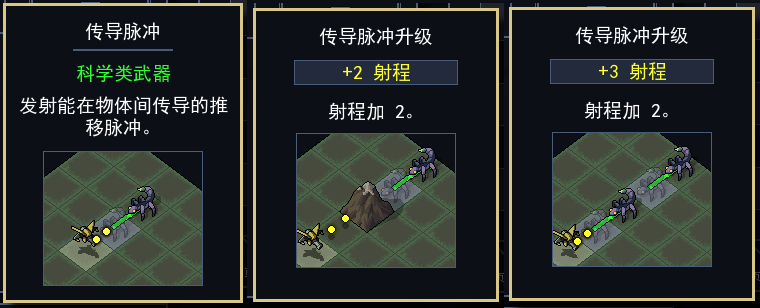 传导脉冲
科学类武器
发射能在物体间传导的推
移脉冲。
传导脉冲升级
+2 射程
射程加 2。
传导脉冲升级
+3 射程
射程加 2。